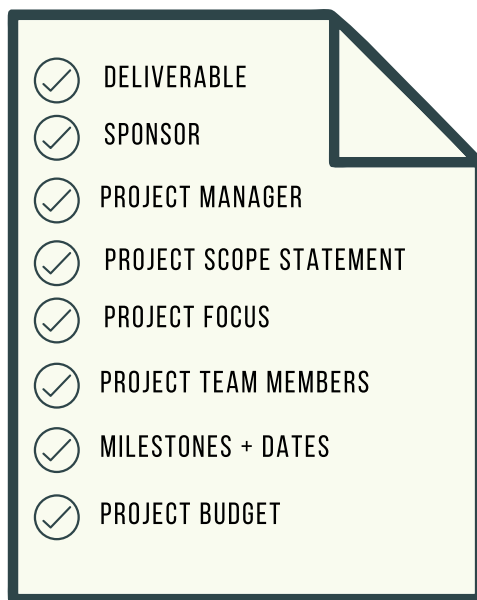 DELIVERABLE
SPONSOR
PROJECT MANAGER
PROJECT SCOPE STATEMENT
PROJECT FOCUS
PROJECT TEAM MEMBERS
MILESTONES + DATES
PROJECT BUDGET